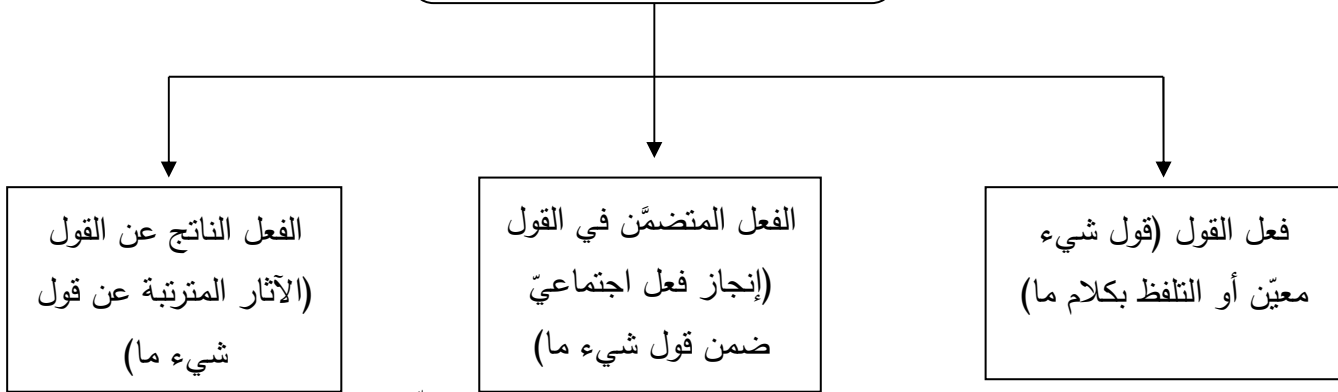 فعل القول (قول شيء
معيّن أو التلفظ بكلام ما)
الفعل المتضمَّن في القول
(إنجاز فعل اجتماعيّ
ضمن قول شيء ما)
الفعل الناتج عن القول
(الآثار المترتبة عن قول
شيء ما)